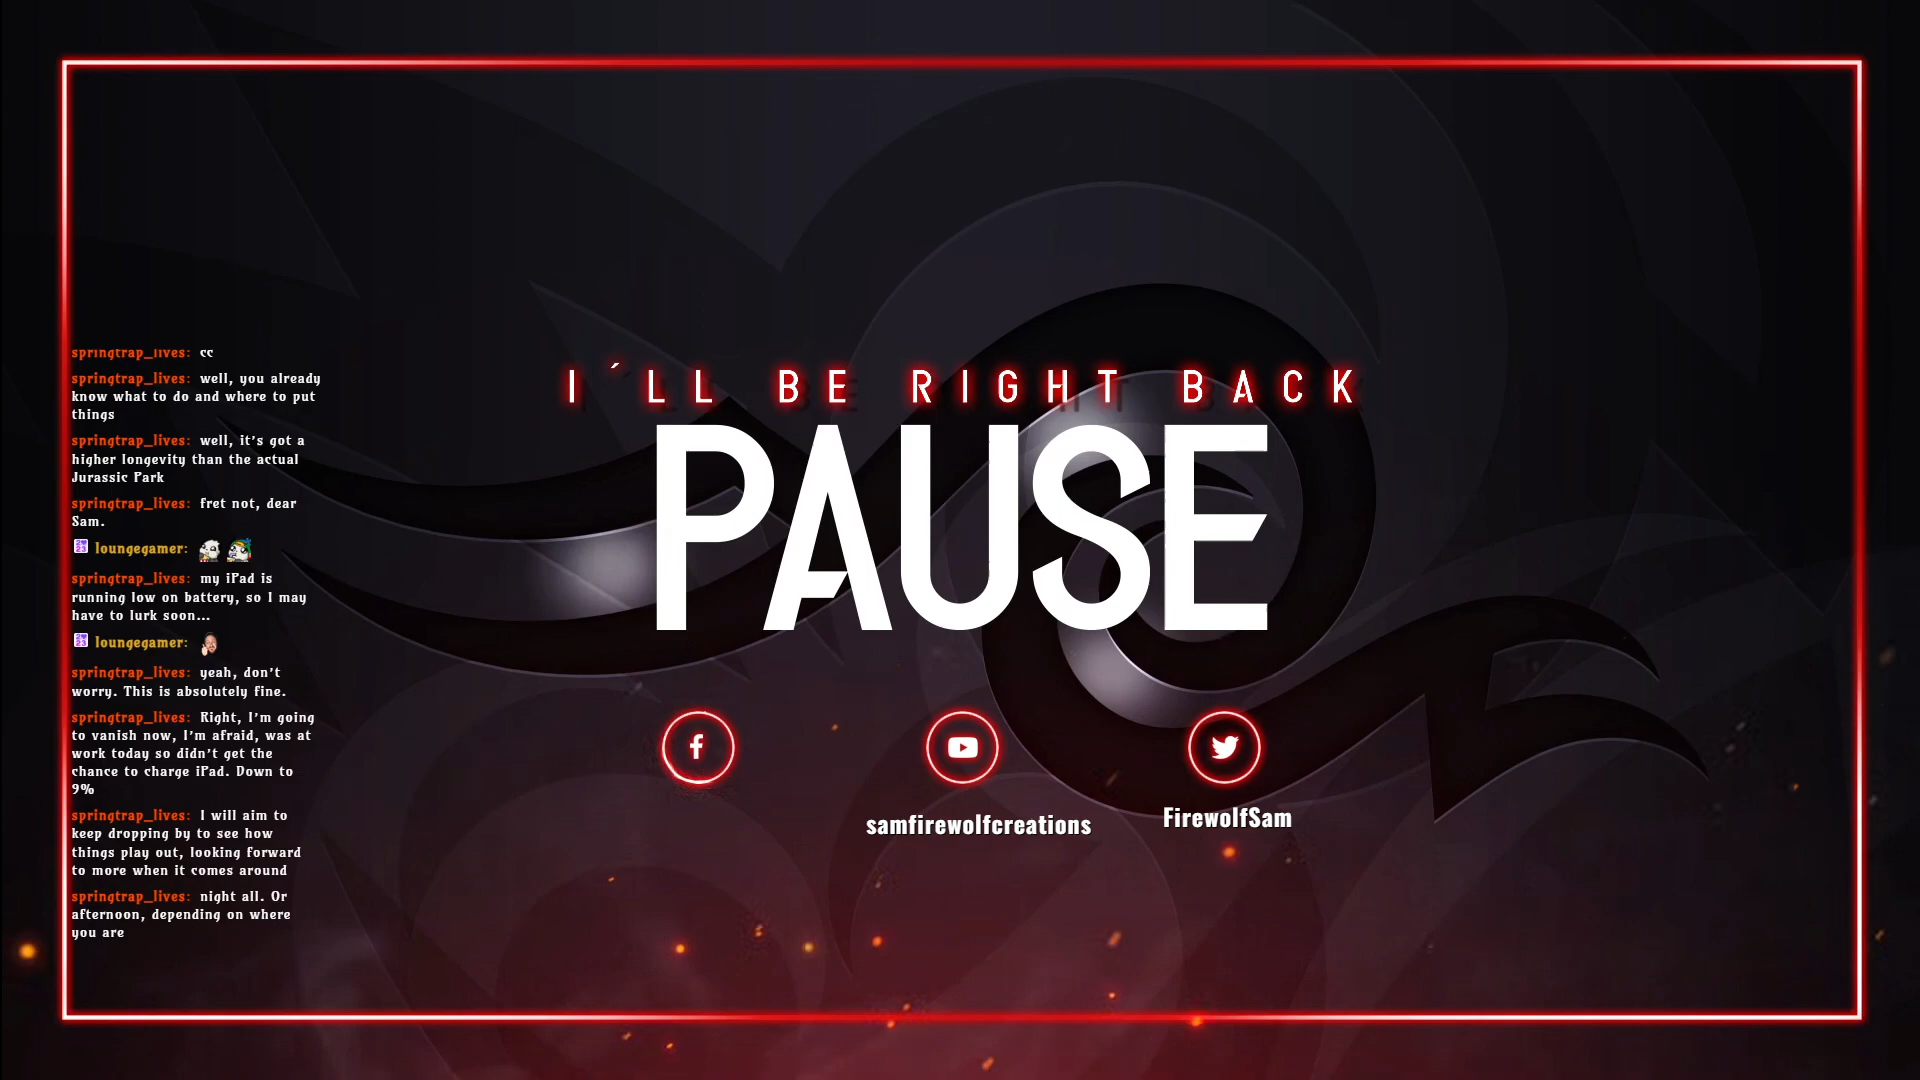 springtrap_lives: cc
springtrap_lives: well, you already
know what to do and where to put
things
springtrap_lives: well, it's got a
higher longevity than the actual
Jurassic Park
springtrap_lives: fret not, dear
Sam.
loungegamer:
springtrap_lives: my iPad is
running low on battery, so I may
have to lurk soon...
loungegamer:
springtrap_lives: yeah, don't
worry. This is absolutely fine.
springtrap_lives: Right, I'm going
to vanish now, I'm afraid, was at
work today so didn't get the
chance to charge iPad. Down to
9%
springtrap_lives: I will aim to
keep dropping by to see how
things play out, looking forward
to more when it comes around
springtrap_lives: night all. Or
afternoon, depending on where
you are
I´LL BE RIGHT BACK
PAUSE
samfirewolfcreations
FirewolfSam